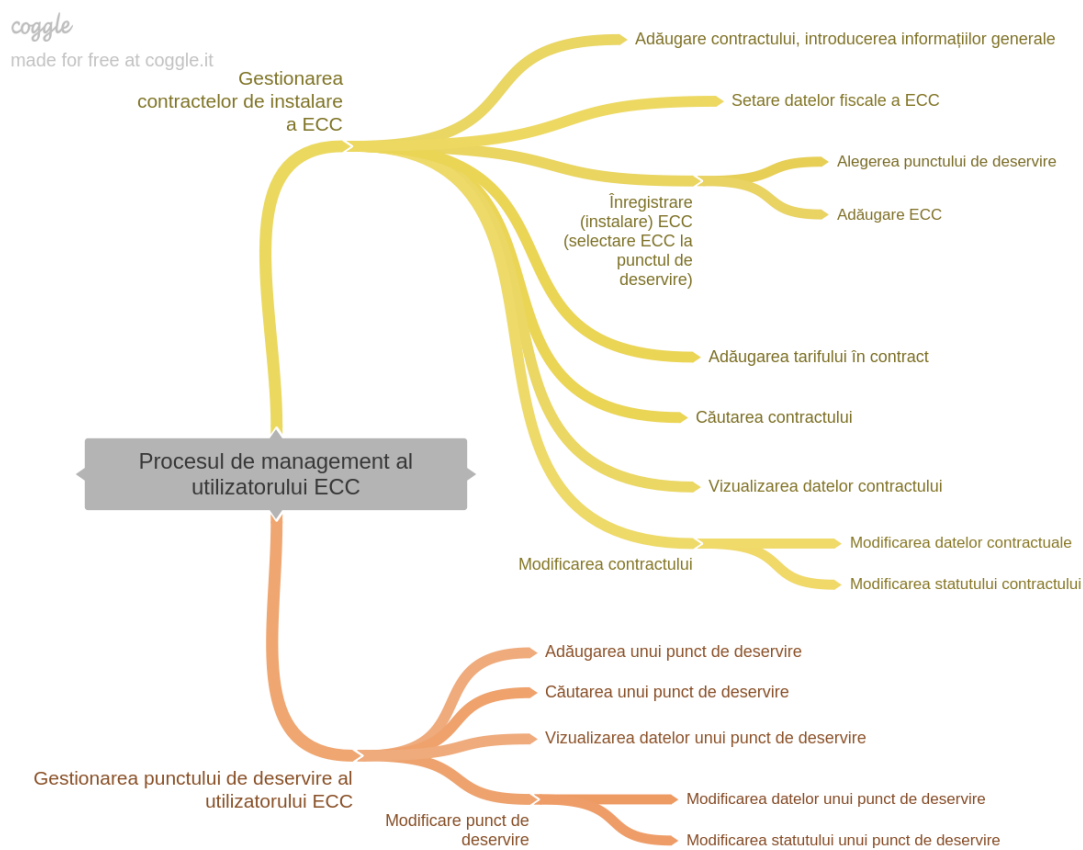 coggle
made for free at coggle.it
Gestionarea
contractelor de instalare
a ECC
Adăugare contractului, introducerea informațiilor generale
Setare datelor fiscale a ECC
Înregistrare
(instalare) ECC
(selectare ECC la
punctul de
deservire)
Alegerea punctului de deservire
Adăugare ECC
Adăugarea tarifului în contract
Căutarea contractului
Vizualizarea datelor contractului
Modificarea contractului
Modificarea datelor contractuale
Modificarea statutului contractului
Procesul de management al
utilizatorului ECC
Gestionarea punctului de deservire al
utilizatorului ECC
Adăugarea unui punct de deservire
Căutarea unui punct de deservire
Vizualizarea datelor unui punct de deservire
Modificare punct de
deservire
Modificarea datelor unui punct de deservire
Modificarea statutului unui punct de deservire